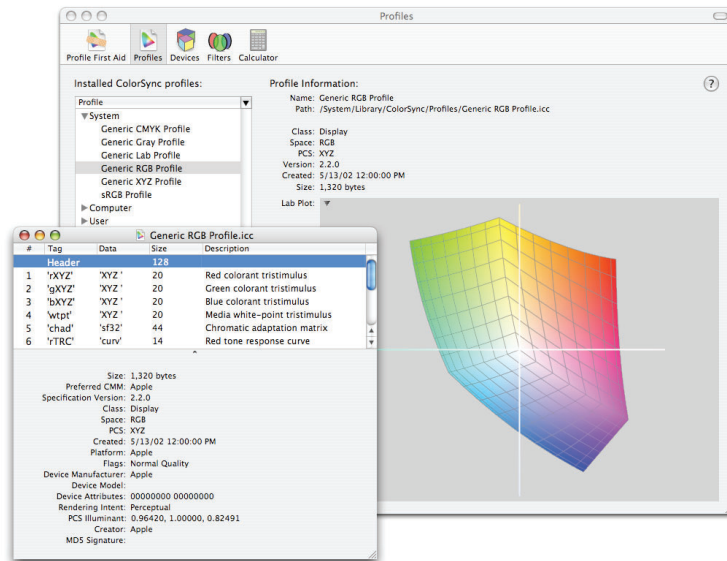 Profiles
Profile First Aid Profiles Devices Filters Calculator
Installed ColorSync profiles:
Profile
System
Generic CMYK Profile
Generic Gray Profile
Generic Lab Profile
Generic RGB Profile
Generic XYZ Profile
sRGB Profile
Computer
User
Profile Information:
?
Name: Generic RGB Profile
Path: /System/Library/ColorSync/Profiles/Generic RGB Profile.icc
Class: Display
Space: RGB
PCS: XYZ
Version: 2.2.0
Created: 5/13/02 12:00:00 PM
Size: 1,320 bytes
Lab Plot:
Generic RGB Profile.icc
# Tag Data Size Description
Header 128
1 'rXYZ' 'XYZ ' 20 Red colorant tristimulus
2 'gXYZ' 'XYZ ' 20 Green colorant tristimulus
3 'bXYZ' 'XYZ ' 20 Blue colorant tristimulus
4 'wtpt' 'XYZ ' 20 Media white-point tristimulus
5 'chad' 'sf32' 44 Chromatic adaptation matrix
6 'rTRC' 'curv' 14 Red tone response curve
Size: 1,320 bytes
Preferred CMM: Apple
Specification Version: 2.2.0
Class: Display
Space: RGB
PCS: XYZ
Created: 5/13/02 12:00:00 PM
Platform: Apple
Flags: Normal Quality
Device Manufacturer: Apple
Device Model:
Device Attributes: 00000000 00000000
Rendering Intent: Perceptual
PCS Illuminant: 0.96420, 1.00000, 0.82491
Creator: Apple
MD5 Signature: